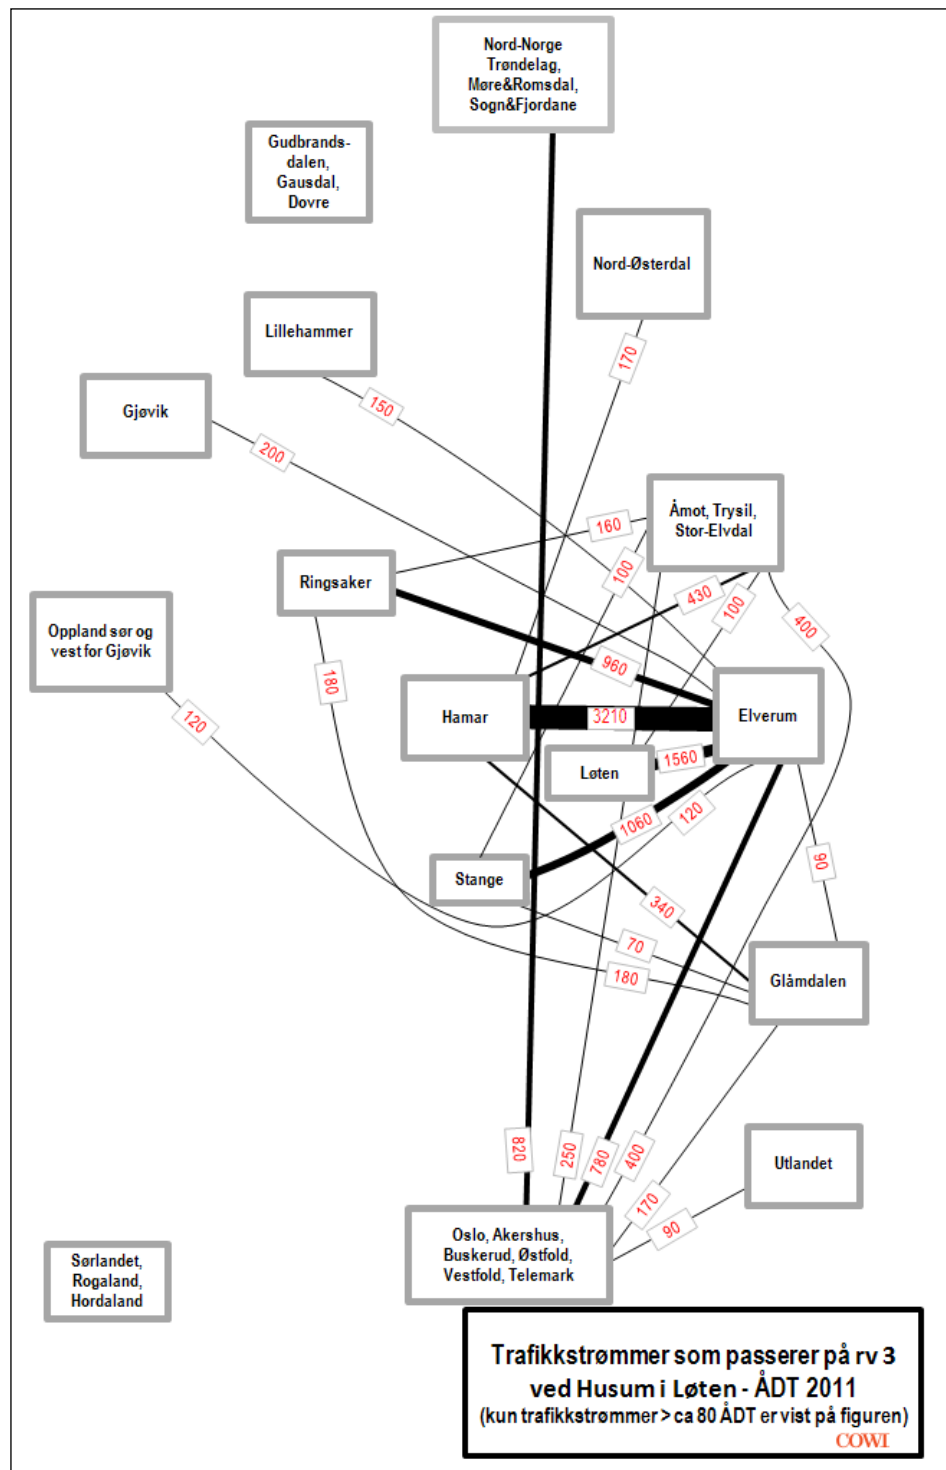 Nord-Norge
Trøndelag,
Møre&Romsdal,
Sogn&Fjordane
Gudbrands-
dalen,
Gausdal,
Dovre
Nord-Østerdal
Lillehammer
170
Gjøvik
150
200
Åmot, Trysil,
Stor-Elvdal
160
Ringsaker
100
430
100
400
Oppland sør og
vest for Gjøvik
180
960
120
Hamar
3210
Elverum
Løten
1560
1060
120
90
Stange
340
70
180
Glåmdalen
820
250
780
400
Utlandet
170
90
Oslo, Akershus,
Buskerud, Østfold,
Vestfold, Telemark
Sørlandet,
Rogaland,
Hordaland
Trafikkstrømmer som passerer på rv 3
ved Husum i Løten - ÅDT 2011
(kun trafikkstrømmer > ca 80 ÅDT er vist på figuren)
COWI